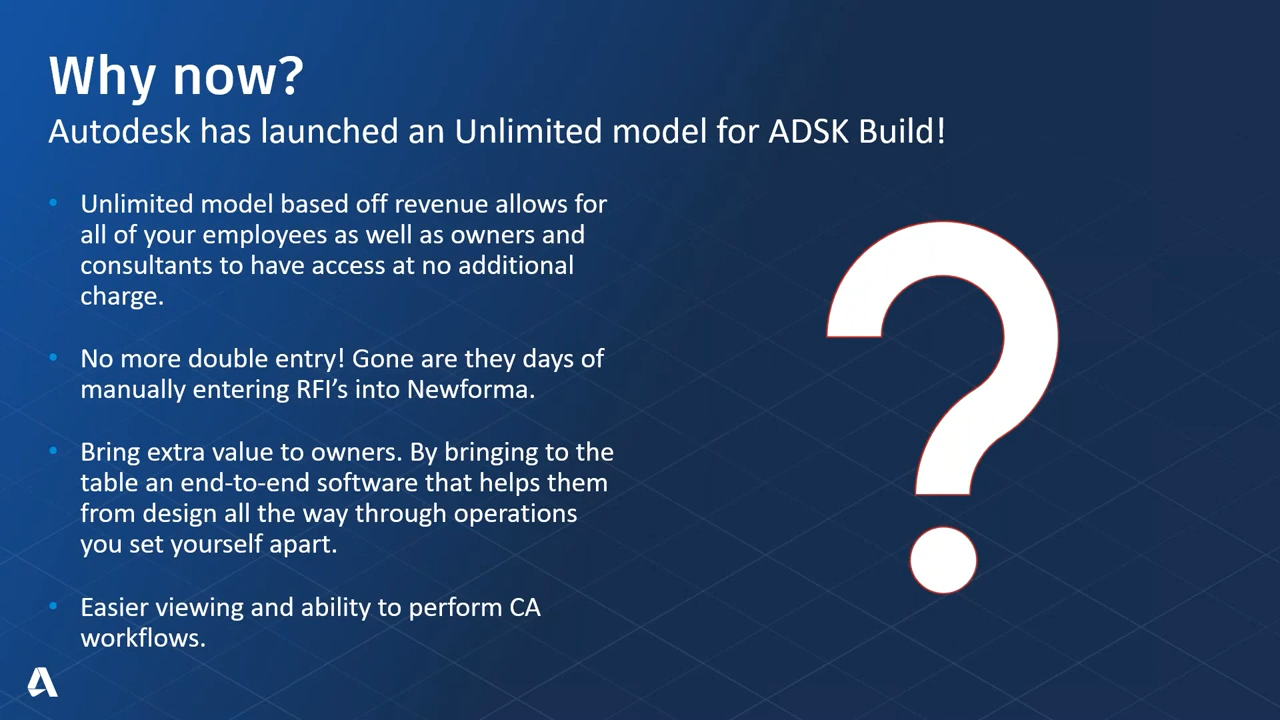 Why now?
Autodesk has launched an Unlimited model for ADSK Build!
• Unlimited model based off revenue allows for
all of your employees as well as owners and
consultants to have access at no additional
charge.
• No more double entry! Gone are they days of
manually entering RFI’s into Newforma.
• Bring extra value to owners. By bringing to the
table an end-to-end software that helps them
from design all the way through operations
you set yourself apart.
• Easier viewing and ability to perform CA
workflows.
?